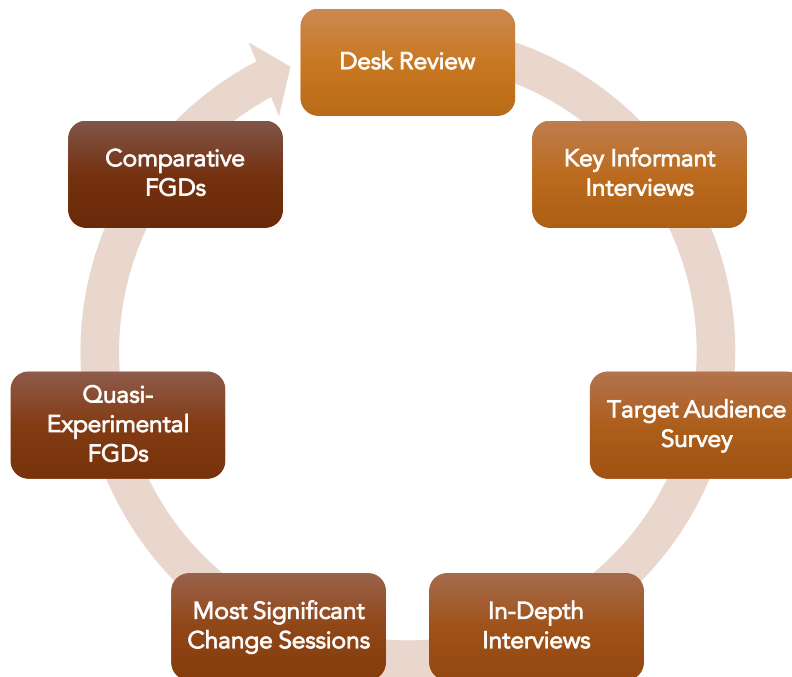 Desk Review
Key Informant
Interviews
Target Audience
Survey
In-Depth
Interviews
Most Significant
Change Sessions
Quasi-
Experimental
FGDs
Comparative
FGDs